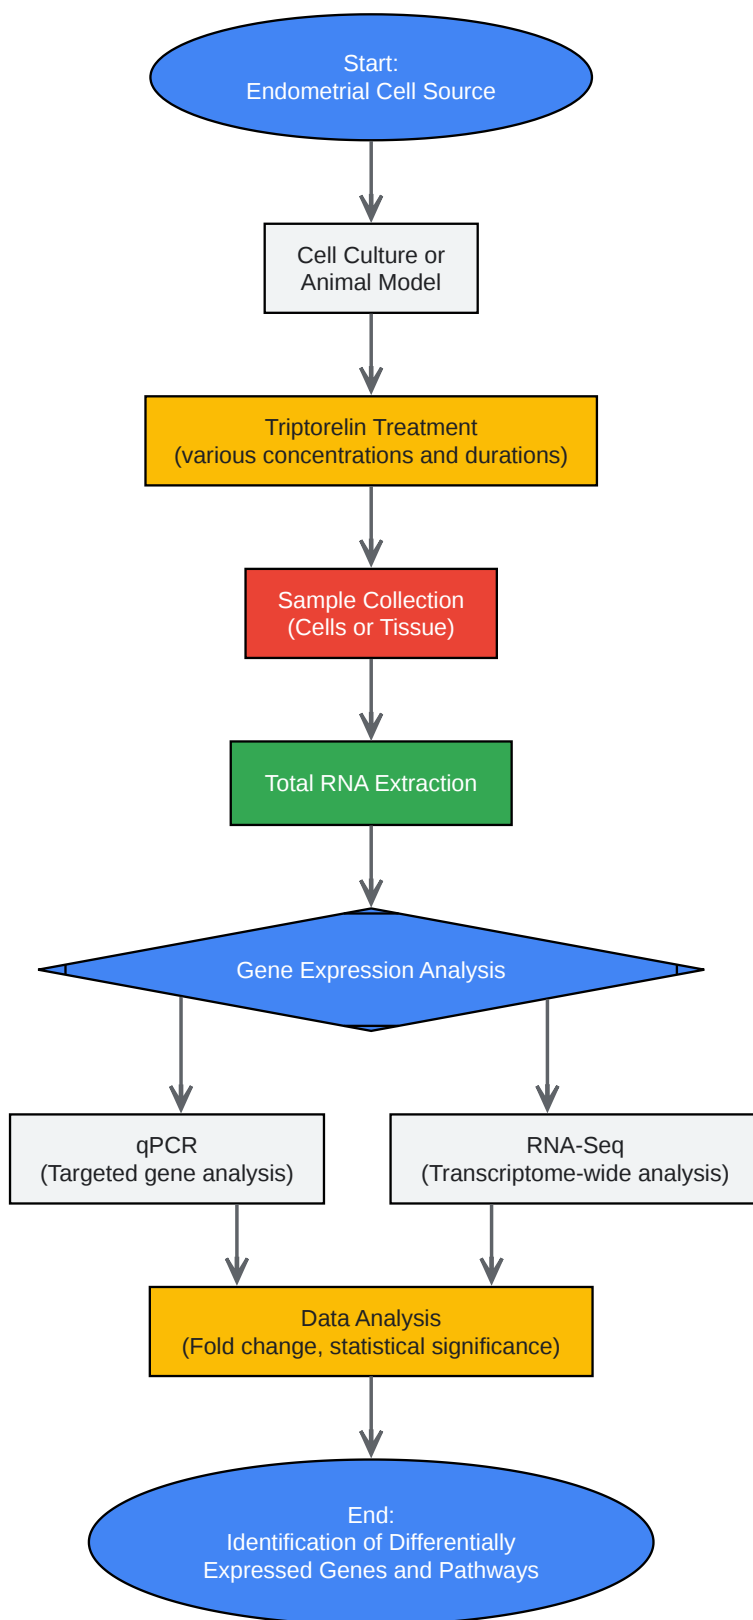 Start:
Endometrial Cell Source
Cell Culture or
Animal Model
Triptorelin Treatment
(various concentrations and durations)
Sample Collection
(Cells or Tissue)
Total RNA Extraction
Gene Expression Analysis
qPCR
(Targeted gene analysis)
RNA-Seq
(Transcriptome-wide analysis)
Data Analysis
(Fold change, statistical significance)
End:
Identification of Differentially
Expressed Genes and Pathways